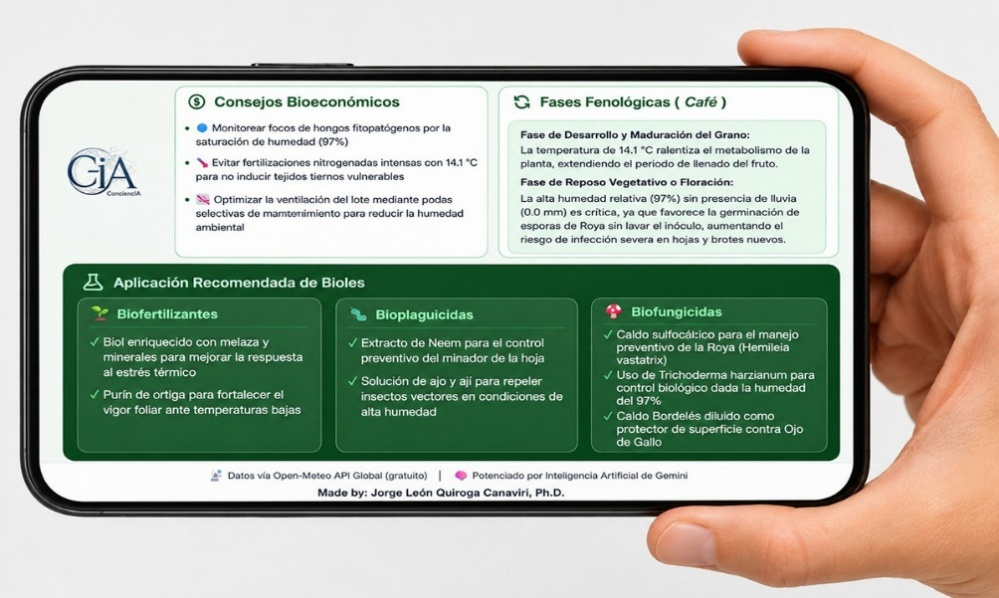 GiA
ConcienciA
Consejos Bioeconómicos
• Monitorear focos de hongos fitopatógenos por la
saturación de humedad (97%)
• Evitar fertilizaciones nitrogenadas intensas con 14.1 °C
para no inducir tejidos tiernos vulnerables
• Optimizar la ventilación del lote mediante podas
selectivas de mantenimiento para reducir la humedad
ambiental
Fases Fenológicas ( Café )
Fase de Desarrollo y Maduración del Grano:
La temperatura de 14.1 °C ralentiza el metabolismo de la
planta, extendiendo el periodo de llenado del fruto.
Fase de Reposo Vegetativo o Floración:
La alta humedad relativa (97%) sin presencia de lluvia
(0.0 mm) es crítica, ya que favorece la germinación de
esporas de Roya sin lavar el inóculo, aumentando el
riesgo de infección severa en hojas y brotes nuevos.
Aplicación Recomendada de Bioles
Biofertilizantes
✓ Biol enriquecido con melaza y
minerales para mejorar la respuesta
al estrés térmico
✓ Purín de ortiga para fortalecer el
vigor foliar ante temperaturas bajas
Bioplaguicidas
✓ Extracto de Neem para el control
preventivo del minador de la hoja
✓ Solución de ajo y ají para repeler
insectos vectores en condiciones de
alta humedad
Biofungicidas
✓ Caldo sulfocálcico para el manejo
preventivo de la Roya (Hemileia
vastatrix)
✓ Uso de Trichoderma harzianum para
control biológico dada la humedad
del 97%
✓ Caldo Bordelés diluido como
protector de superficie contra Ojo
de Gallo
Datos vía Open-Meteo API Global (gratuito) | Potenciado por Inteligencia Artificial de Gemini
Made by: Jorge León Quiroga Canaviri, Ph.D.